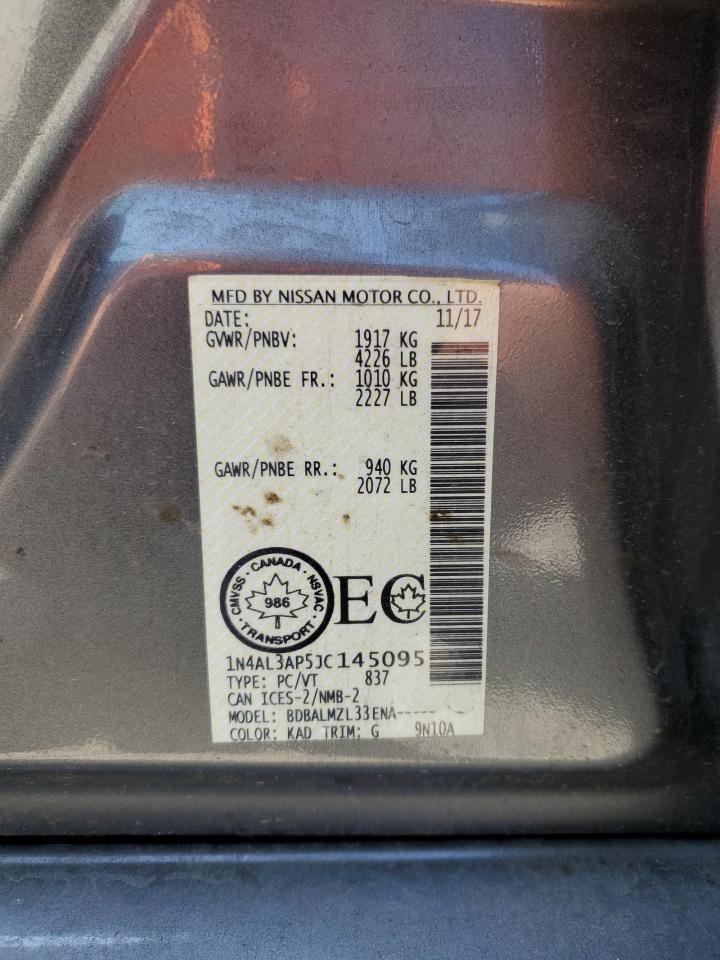 MFD BY NISSAN MOTOR CO., LTD.
DATE: 11/17
GVWR/PNBV: 1917 KG
4226 LB
GAWR/PNBE FR.: 1010 KG
2227 LB
GAWR/PNBE RR.: 940 KG
2072 LB
CMVSS · CANADA · NSVAC · TRANSPORT ·
986
EC
1N4AL3AP5JC145095
TYPE: PC/VT 837
CAN ICES-2/NMB-2
MODEL: BDBALMZL33ENA-----
COLOR: KAD TRIM: G 9N10A